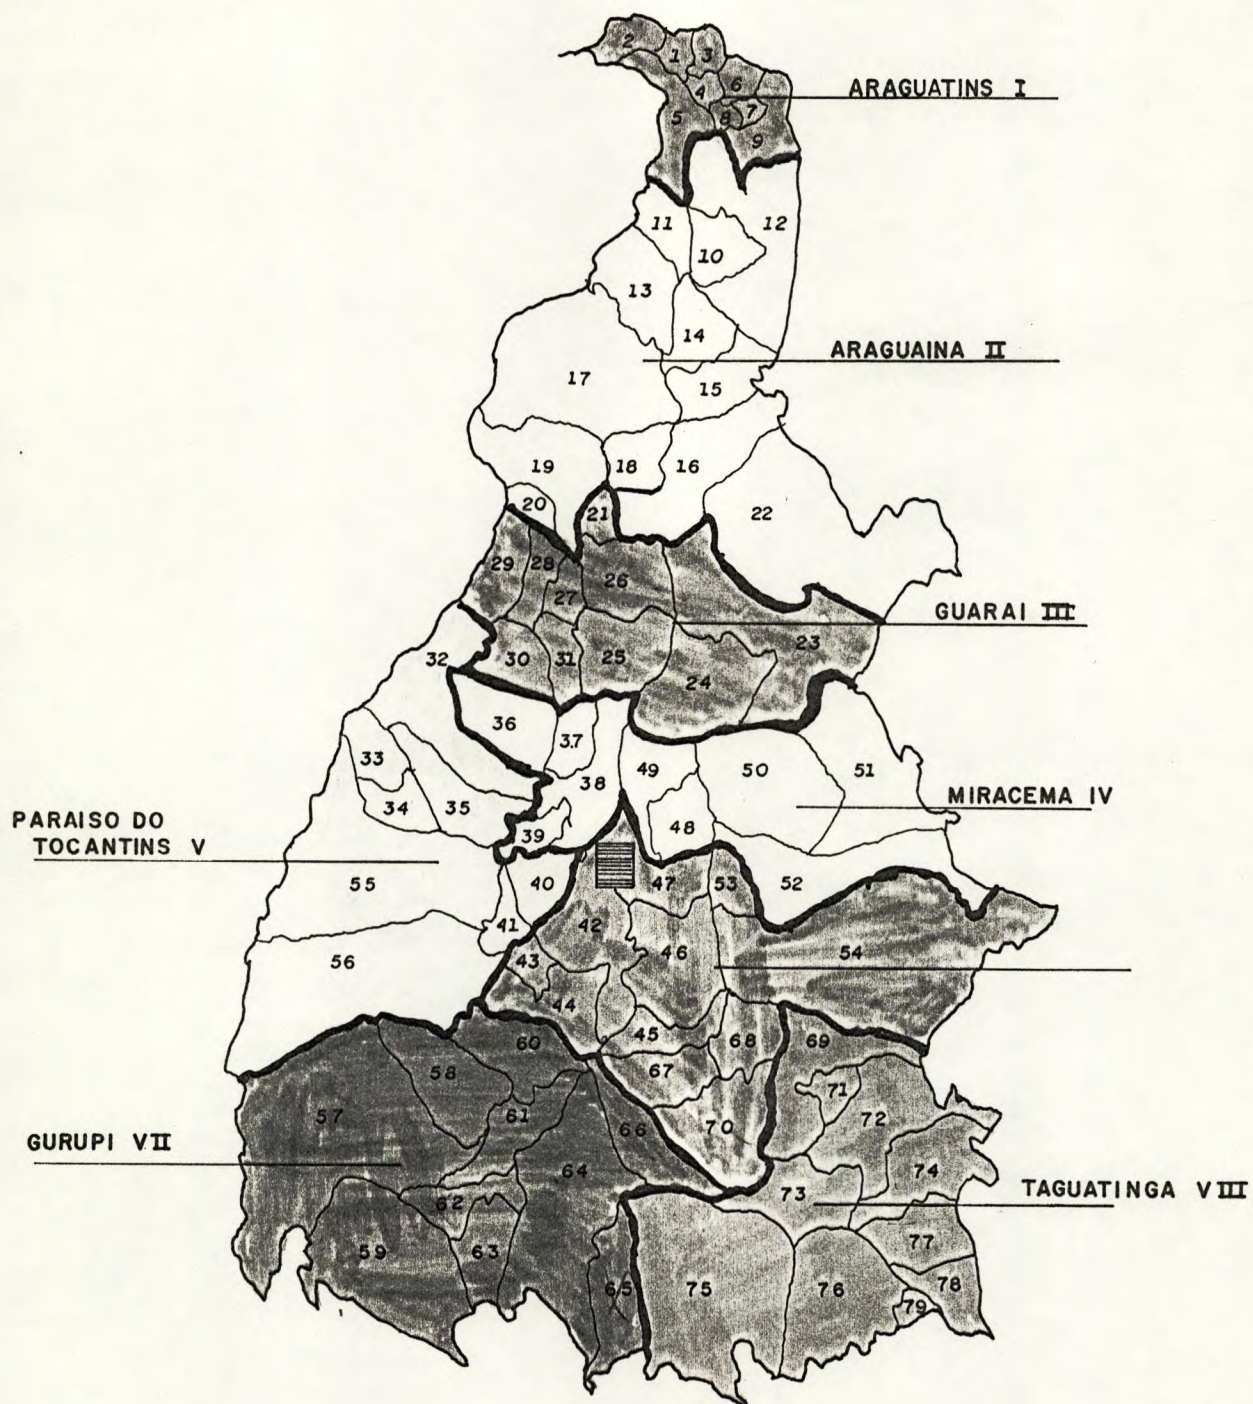 2 1 3
4 6
ARAGUATINS I
5 8 7
9
11 12
10
13
14
ARAGUAINA II
17
15
19 18 16
20 21 22
29 28 26
27
GUARAI III
23
32 30 31 25
24
36
37
33 38 49 50 51
34 35
MIRACEMA IV
PARAISO DO
TOCANTINS V
39 48
55 40 47 53 52
41 42
56 43 46 54
44
45
60 68 69
58 67
57 61 71
66 70 72
GURUPI VII
64 74
62 73
TAGUATINGA VIII
59 63 77
65 75 76 78
79